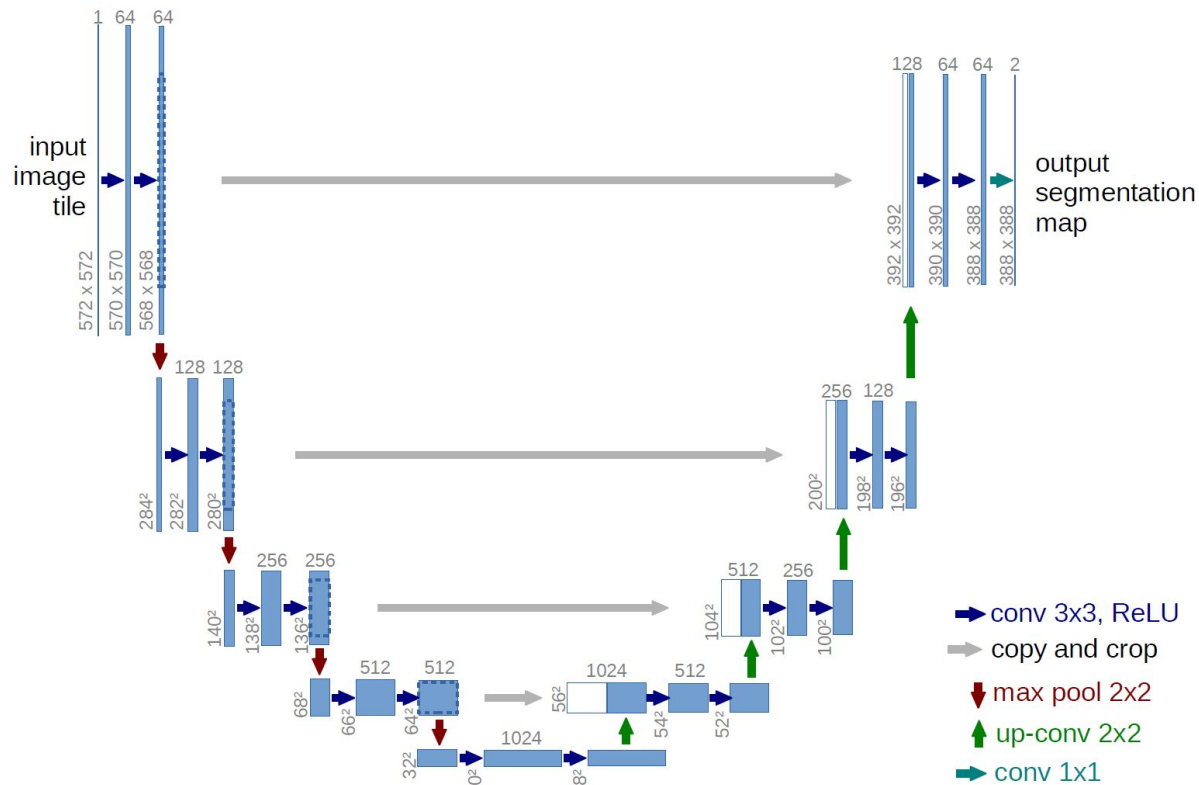 1
64
64
input
image
tile
572 x 572
570 x 570
568 x 568
128
64
64
2
output
segmentation
map
392 x 392
390 x 390
388 x 388
388 x 388
128
128
284²
282²
280²
256
128
200²
198²
196²
256
256
140²
138²
136²
512
256
104²
102²
100²
512
512
68²
66²
64²
1024
512
56²
54²
52²
1024
32²
0²
8²
conv 3x3, ReLU
copy and crop
max pool 2x2
up-conv 2x2
conv 1x1